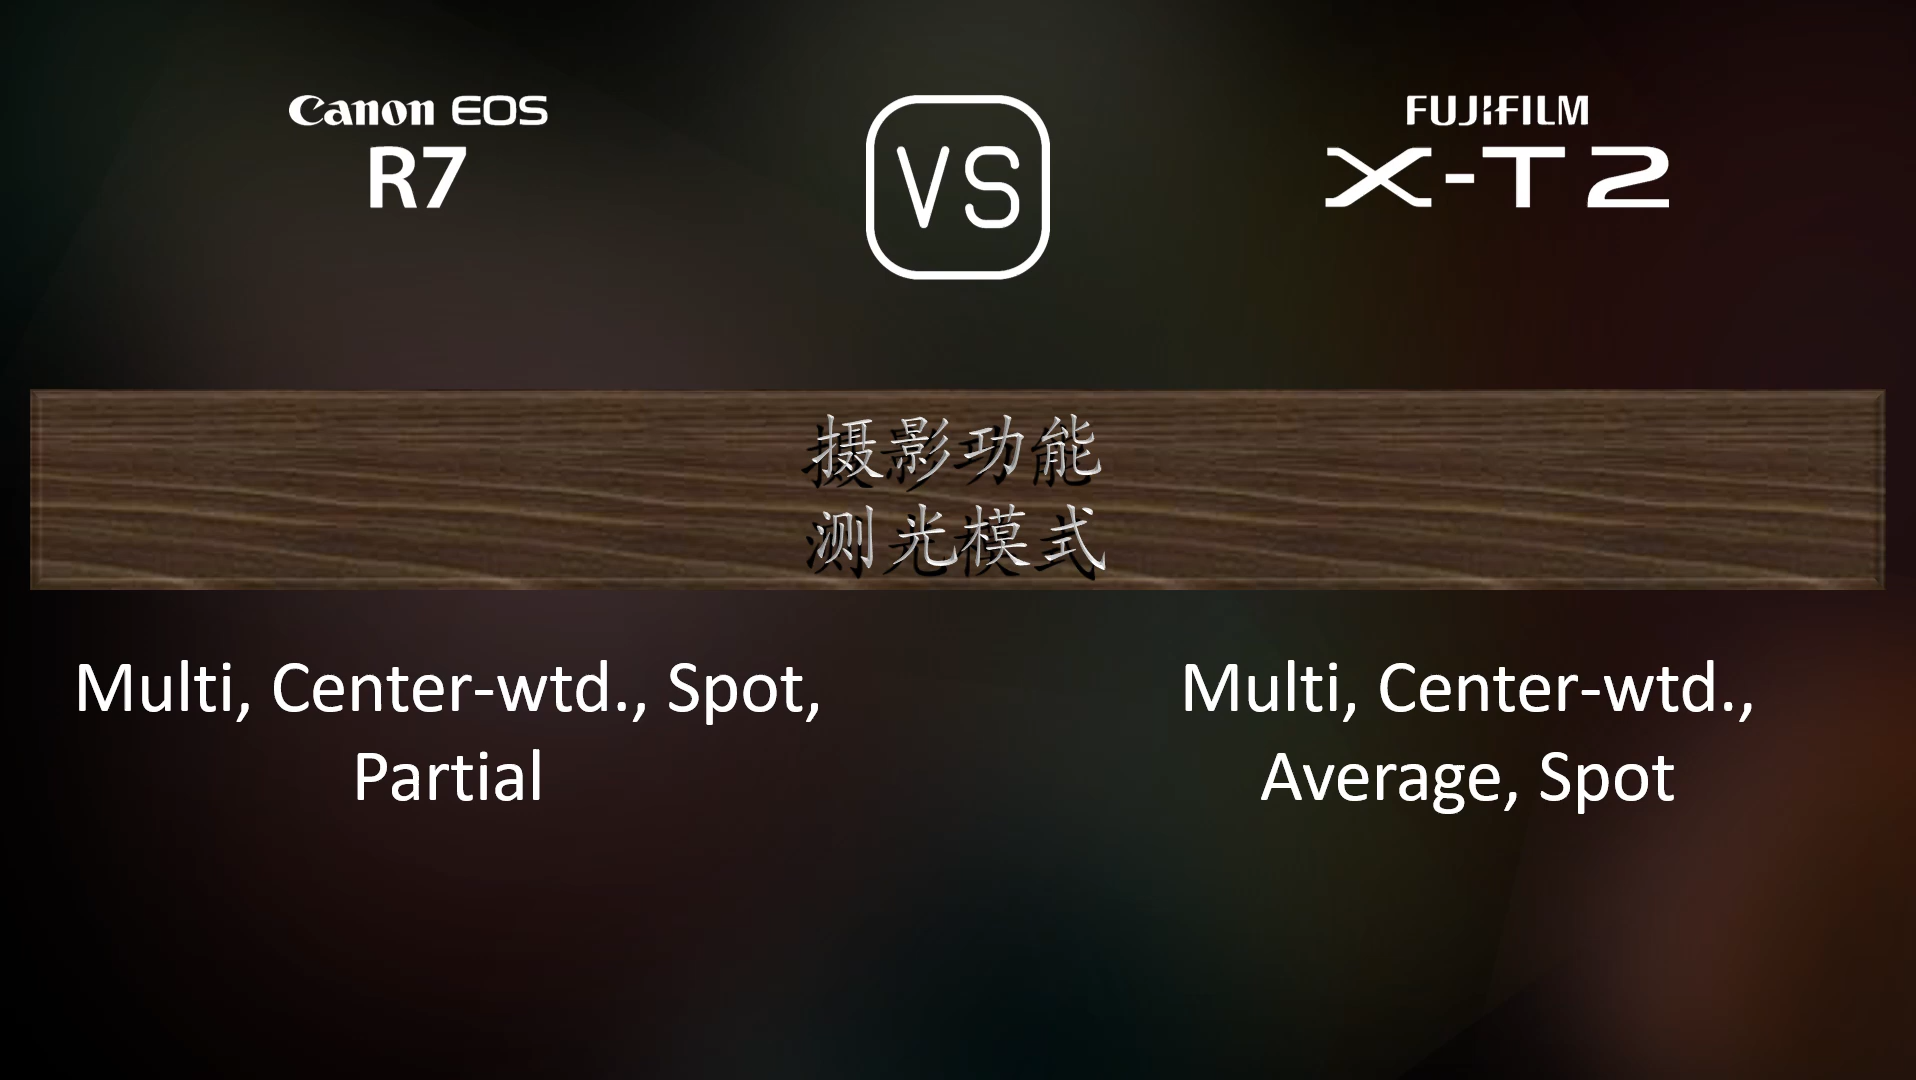 Canon EOS
R7
VS
FUJIFILM
X-T2
摄影功能
测光模式
Multi, Center-wtd., Spot,
Partial
Multi, Center-wtd.,
Average, Spot